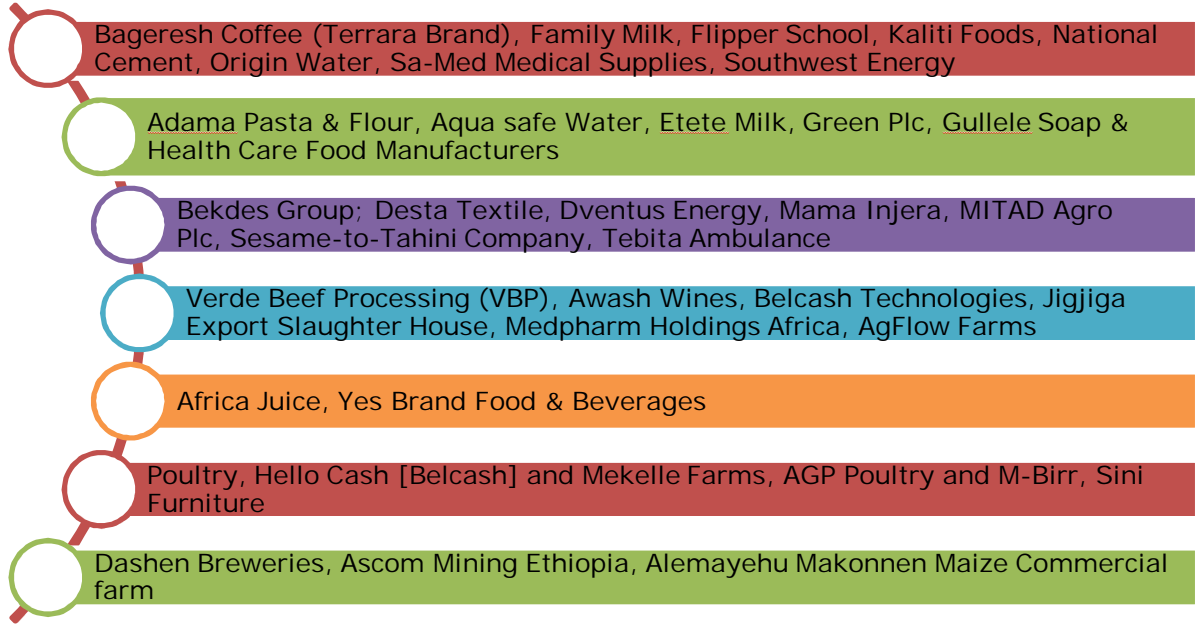 Bageresh Coffee (Terrara Brand), Family Milk, Flipper School, Kaliti Foods, National
Cement, Origin Water, Sa-Med Medical Supplies, Southwest Energy
Adama Pasta & Flour, Aqua safe Water, Etete Milk, Green Plc, Gullele Soap &
Health Care Food Manufacturers
Bekdes Group; Desta Textile, Dventus Energy, Mama Injera, MITAD Agro
Plc, Sesame-to-Tahini Company, Tebita Ambulance
Verde Beef Processing (VBP), Awash Wines, Belcash Technologies, Jigjiga
Export Slaughter House, Medpharm Holdings Africa, AgFlow Farms
Africa Juice, Yes Brand Food & Beverages
Poultry, Hello Cash [Belcash] and Mekelle Farms, AGP Poultry and M-Birr, Sini
Furniture
Dashen Breweries, Ascom Mining Ethiopia, Alemayehu Makonnen Maize Commercial
farm